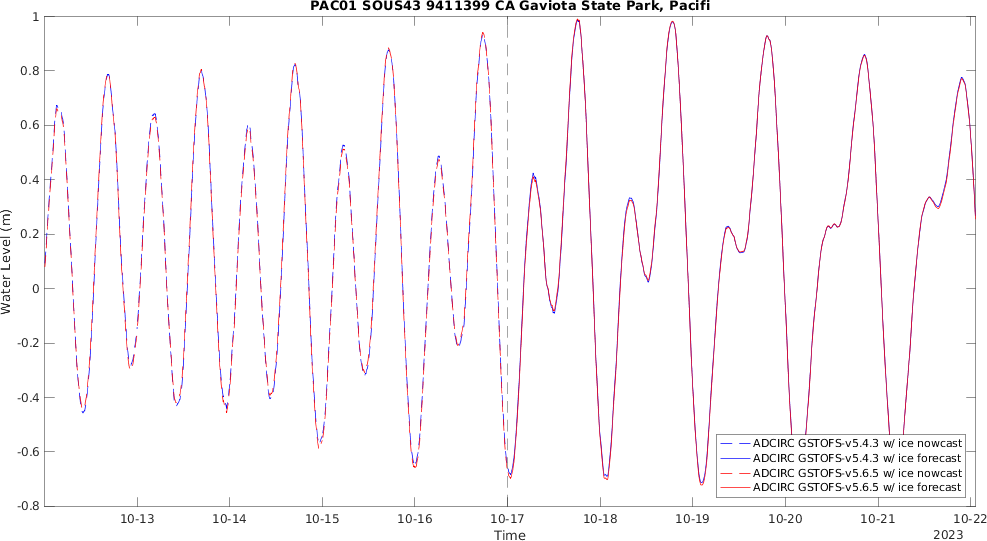 PAC01 SOUS43 9411399 CA Gaviota State Park, Pacifi
Water Level (m)
1
0.8
0.6
0.4
0.2
0
-0.2
-0.4
-0.6
-0.8
ADCIRC GSTOFS-v5.4.3 w/ ice nowcast
ADCIRC GSTOFS-v5.4.3 w/ ice forecast
ADCIRC GSTOFS-v5.6.5 w/ ice nowcast
ADCIRC GSTOFS-v5.6.5 w/ ice forecast
10-13 10-14 10-15 10-16 10-17 10-18 10-19 10-20 10-21 10-22
Time
2023